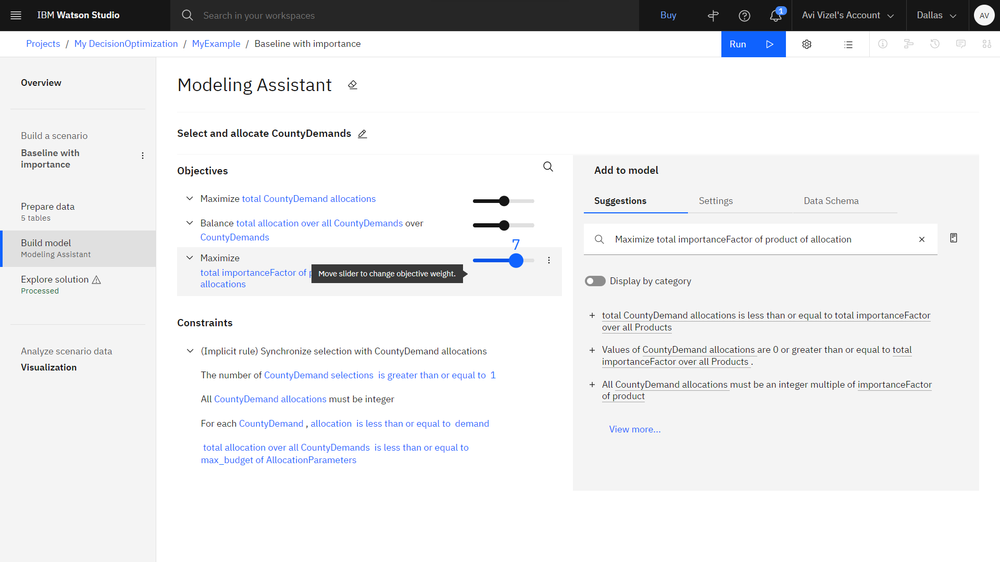 IBM Watson Studio
Search in your workspaces
Buy
1
Avi Vizel's Account
Dallas
AV
Projects / My DecisionOptimization / MyExample / Baseline with importance
Run
Overview
Build a scenario
Baseline with
importance
Prepare data
5 tables
Build model
Modeling Assistant
Explore solution
Processed
Analyze scenario data
Visualization
Modeling Assistant
Select and allocate CountyDemands
Objectives
Maximize total CountyDemand allocations
Balance total allocation over all CountyDemands over
CountyDemands
7
Maximize
total importanceFactor of
allocations
Move slider to change objective weight.
Constraints
(Implicit rule) Synchronize selection with CountyDemand allocations
The number of CountyDemand selections is greater than or equal to 1
All CountyDemand allocations must be integer
For each CountyDemand , allocation is less than or equal to demand
total allocation over all CountyDemands is less than or equal to
max_budget of AllocationParameters
Add to model
Suggestions
Settings
Data Schema
Maximize total importanceFactor of product of allocation
Display by category
total CountyDemand allocations is less than or equal to total importanceFactor
over all Products
Values of CountyDemand allocations are 0 or greater than or equal to total
importanceFactor over all Products .
All CountyDemand allocations must be an integer multiple of importanceFactor
of product
View more...